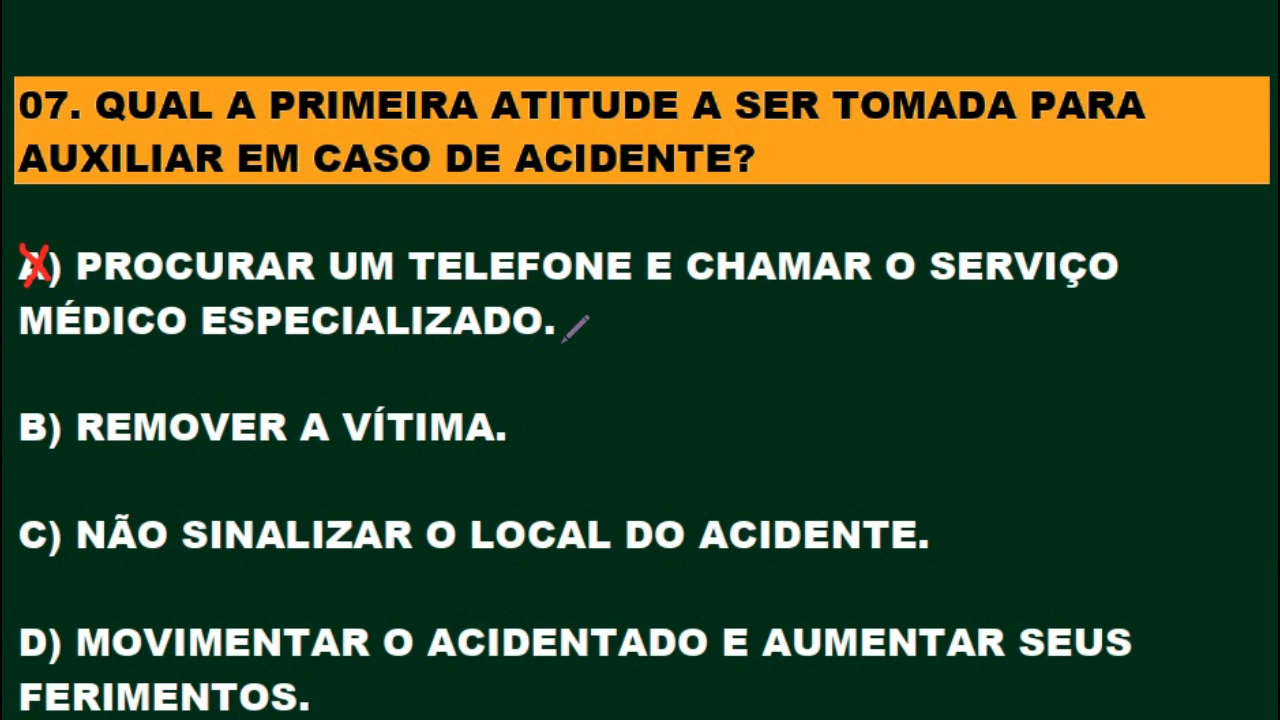 07. QUAL A PRIMEIRA ATITUDE A SER TOMADA PARA
AUXILIAR EM CASO DE ACIDENTE?
A) PROCURAR UM TELEFONE E CHAMAR O SERVIÇO
MÉDICO ESPECIALIZADO.
B) REMOVER A VÍTIMA.
C) NÃO SINALIZAR O LOCAL DO ACIDENTE.
D) MOVIMENTAR O ACIDENTADO E AUMENTAR SEUS
FERIMENTOS.